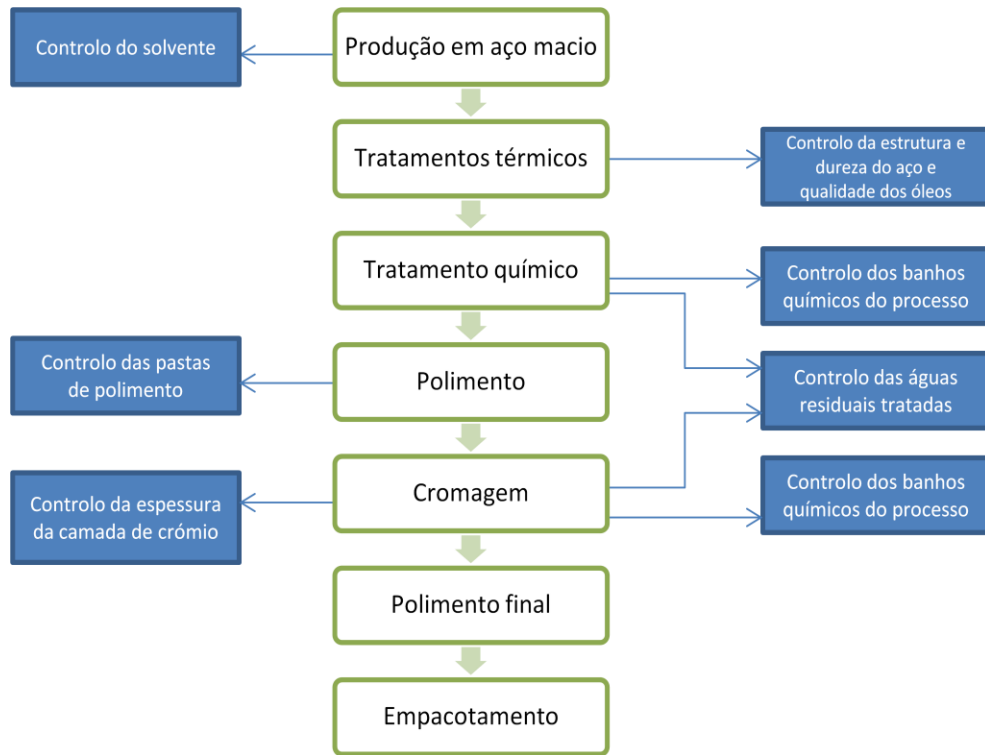 Controlo do solvente
Produção em aço macio
Tratamentos térmicos
Controlo da estrutura e
dureza do aço e
qualidade dos óleos
Tratamento químico
Controlo dos banhos
químicos do processo
Controlo das pastas
de polimento
Polimento
Controlo das águas
residuais tratadas
Controlo da espessura
da camada de crómio
Cromagem
Controlo dos banhos
químicos do processo
Polimento final
Empacotamento